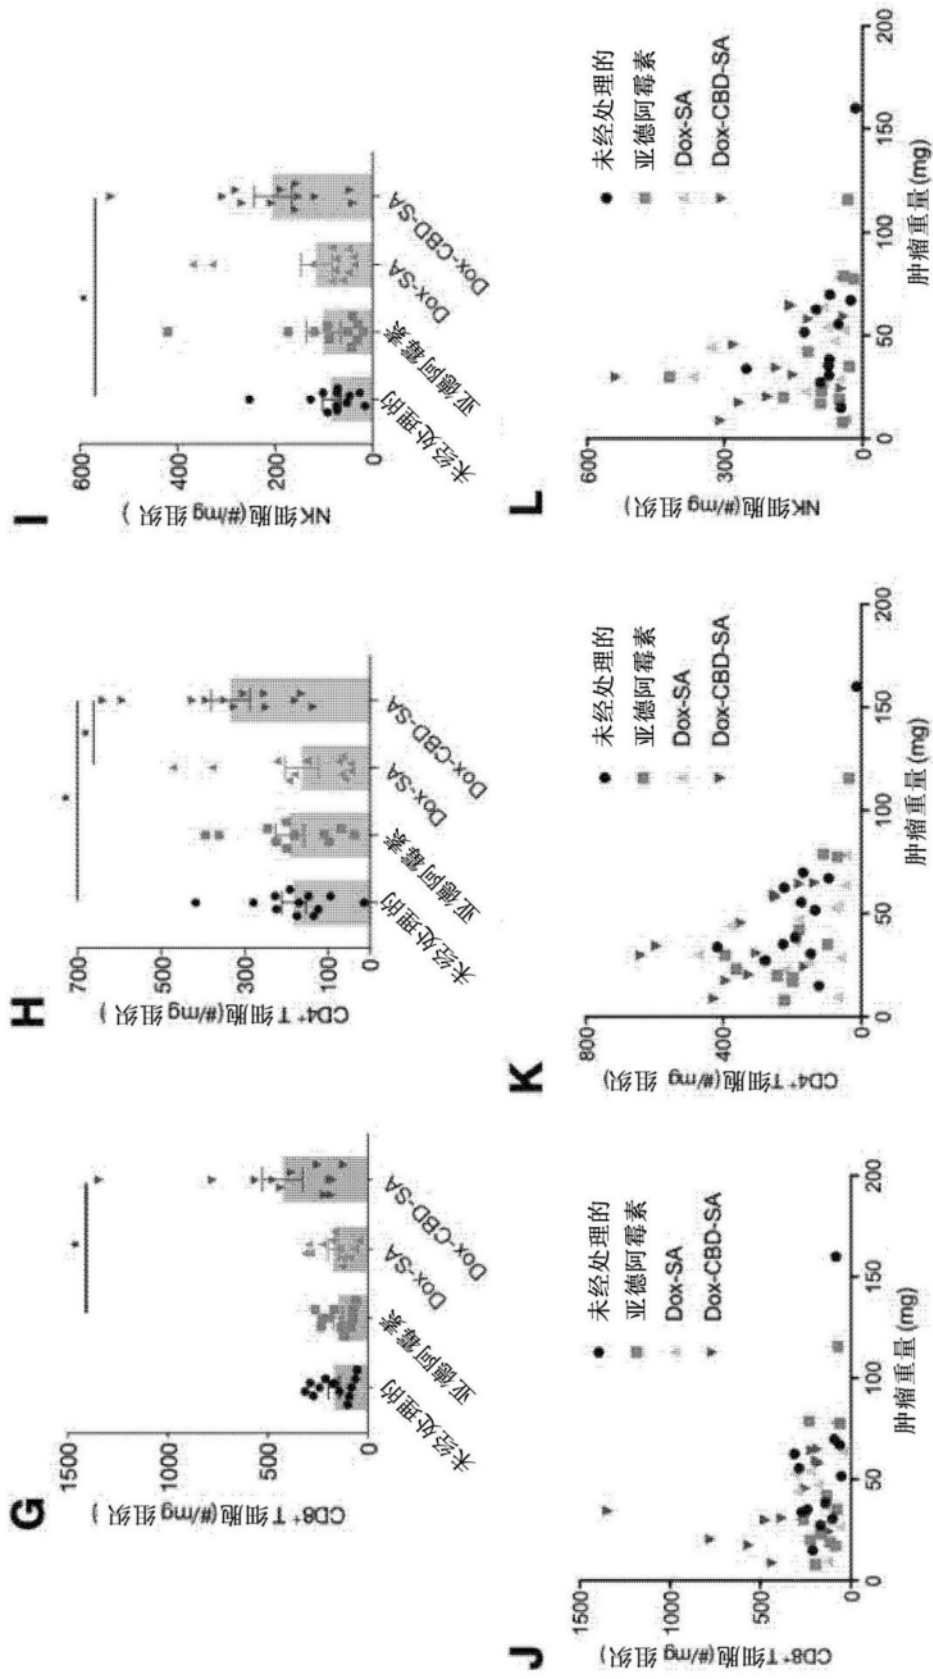 G
CD8⁺ T细胞(#/mg 组织)
1500
1000
500
0
未经处理的
亚德阿霉素
Dox-SA
Dox-CBD-SA
*
H
CD4⁺ T细胞(#/mg 组织)
700
500
300
100
0
未经处理的
亚德阿霉素
Dox-SA
Dox-CBD-SA
*
*
I
NK细胞(#/mg 组织)
600
400
200
0
未经处理的
亚德阿霉素
Dox-SA
Dox-CBD-SA
*
J
CD8⁺T细胞(#/mg 组织)
1500
1000
500
0
0
50
100
150
200
肿瘤重量 (mg)
未经处理的
亚德阿霉素
Dox-SA
Dox-CBD-SA
K
CD4⁺ T细胞(#/mg 组织)
800
400
0
0
50
100
150
200
肿瘤重量 (mg)
未经处理的
亚德阿霉素
Dox-SA
Dox-CBD-SA
L
NK细胞(#/mg 组织)
600
300
0
0
50
100
150
200
肿瘤重量 (mg)
未经处理的
亚德阿霉素
Dox-SA
Dox-CBD-SA